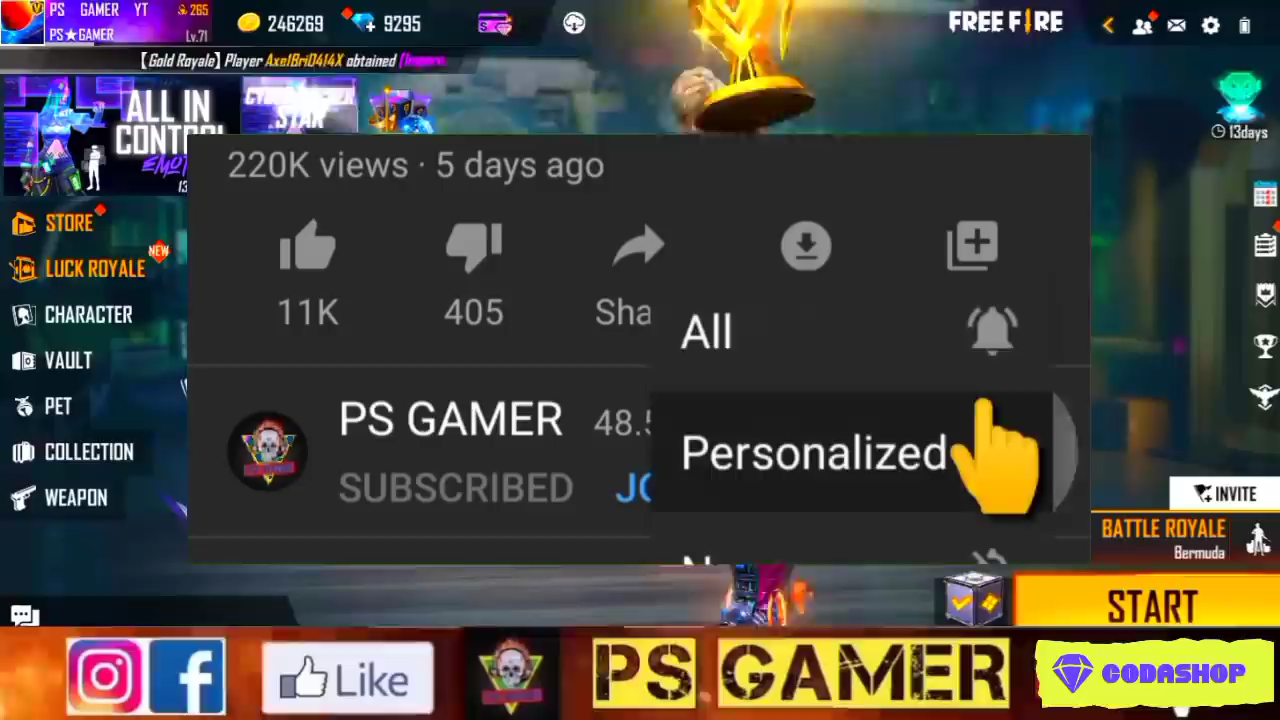 PS GAMER YT
265
PS★GAMER
Lv.71
246269
9295
FREE FIRE
【Gold Royale】Player AxelBri0414X obtained
ALL IN
CONTROL
13days
220K views · 5 days ago
STORE
NEW
LUCK ROYALE
CHARACTER
VAULT
PET
COLLECTION
WEAPON
11K
405
Sha
All
PS GAMER
48.5
Personalized
SUBSCRIBED
INVITE
BATTLE ROYALE
Bermuda
START
Like
PS GAMER
CODASHOP